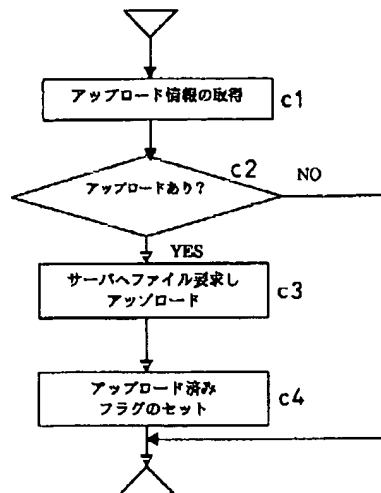 アップロード情報の取得
c1
c2
アップロードあり？
NO
YES
サーバへファイル要求し
アッゾロード
c3
アップロード済み
フラグのセット
c4